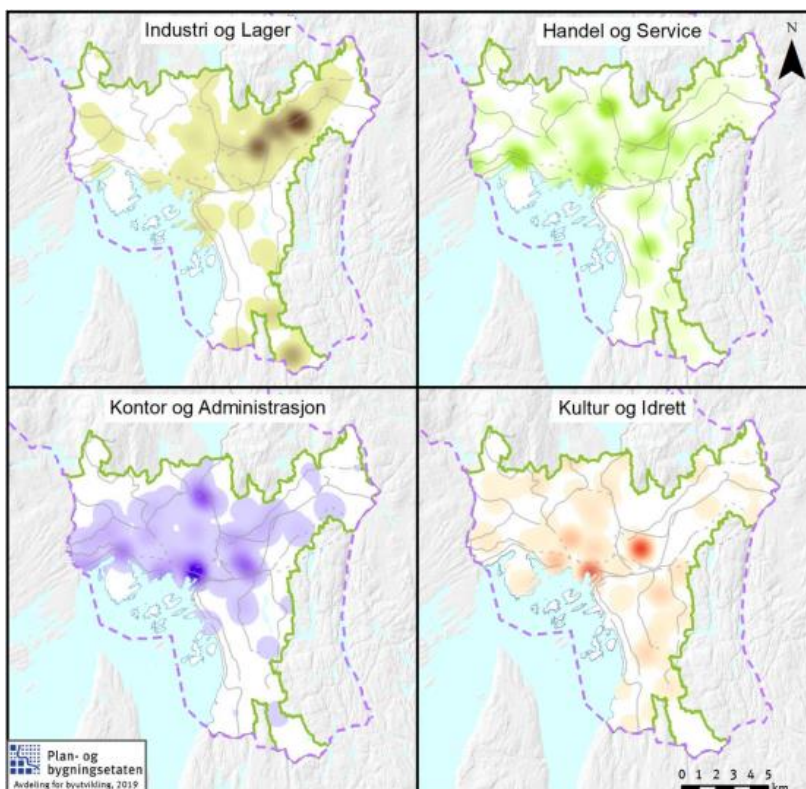 Industri og Lager
Handel og Service
N
Kontor og Administrasjon
Kultur og Idrett
Plan- og
bygningsetaten
Avdeling for byutvikling, 2019
0 1 2 3 4 5
km